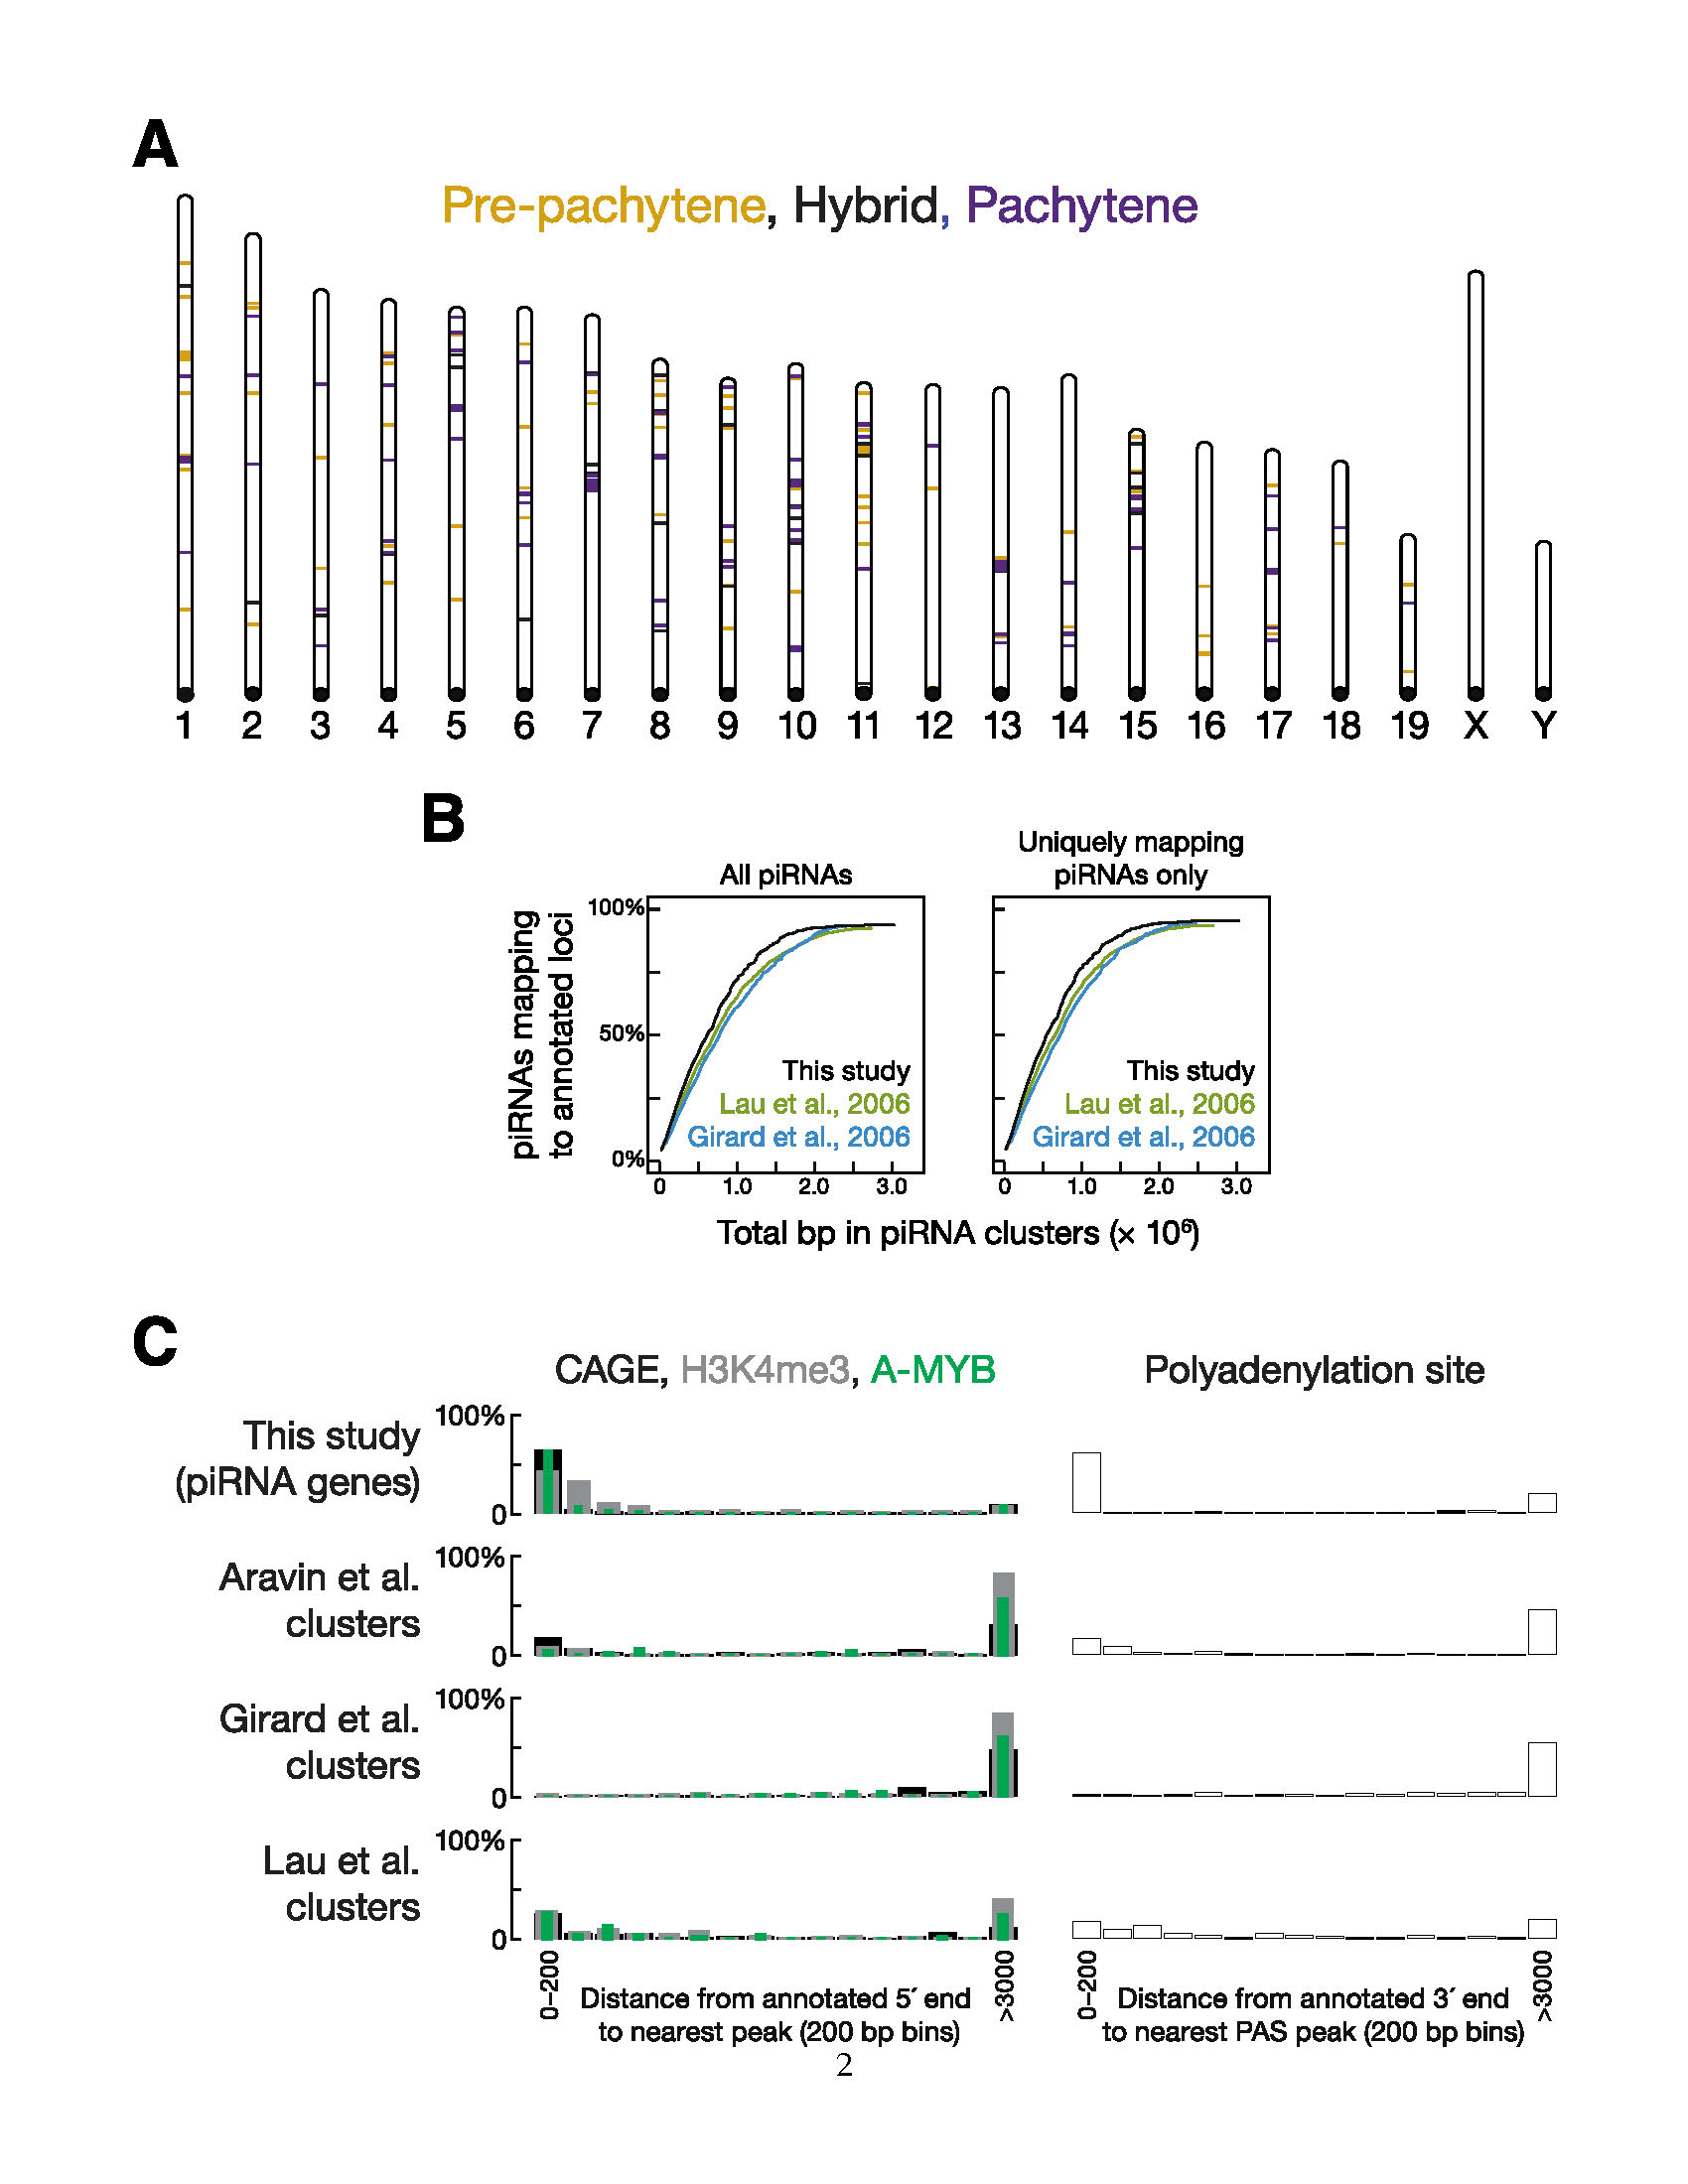 A
Pre-pachytene, Hybrid, Pachytene
1 2 3 4 5 6 7 8 9 10 11 12 13 14 15 16 17 18 19 X Y
B
All piRNAs
Uniquely mapping
piRNAs only
piRNAs mapping
to annotated loci
100%
50%
0%
This study
Lau et al., 2006
Girard et al., 2006
0 1.0 2.0 3.0
This study
Lau et al., 2006
Girard et al., 2006
0 1.0 2.0 3.0
Total bp in piRNA clusters (× 10⁶)
C
CAGE, H3K4me3, A-MYB
Polyadenylation site
This study
(piRNA genes)
100%
0
Aravin et al.
clusters
100%
0
Girard et al.
clusters
100%
0
Lau et al.
clusters
100%
0
0–200
Distance from annotated 5´ end
to nearest peak (200 bp bins)
>3000
0–200
Distance from annotated 3´ end
to nearest PAS peak (200 bp bins)
>3000
2